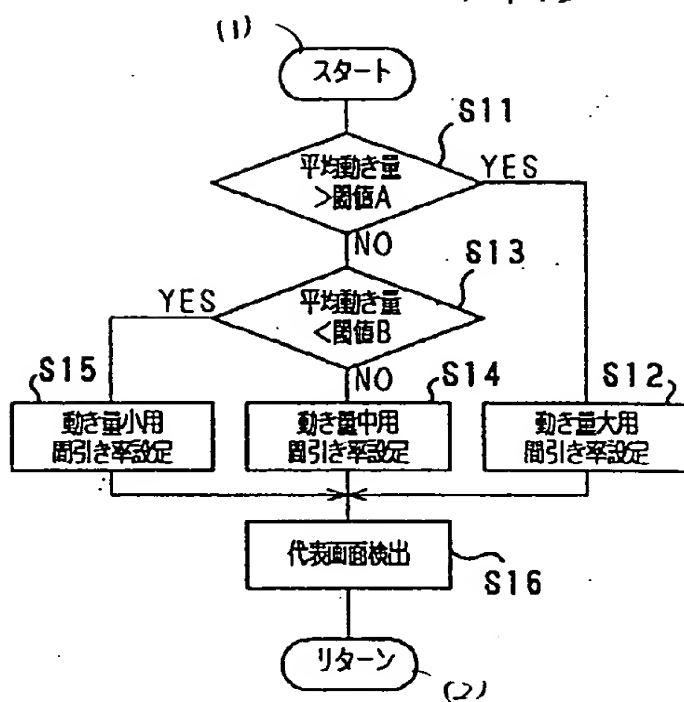 (1)
スタート
S11
平均動き量
>閾値A
YES
NO
S13
平均動き量
<閾値B
YES
NO
S15
動き量小用
間引き率設定
S14
動き量中用
間引き率設定
S12
動き量大用
間引き率設定
代表画面検出
S16
リターン
(2)